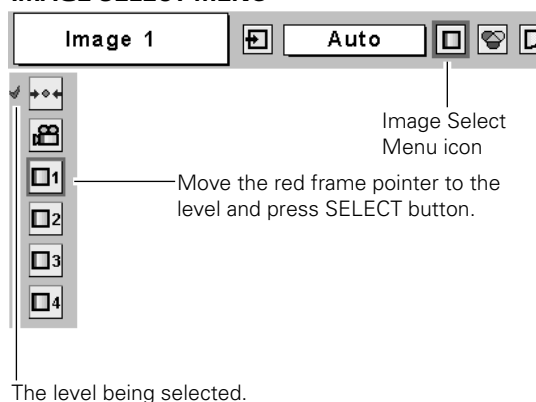 IMAGE SELECT MENU
Image 1
Auto
Image Select
Menu icon
1
Move the red frame pointer to the
level and press SELECT button.
2
3
4
The level being selected.